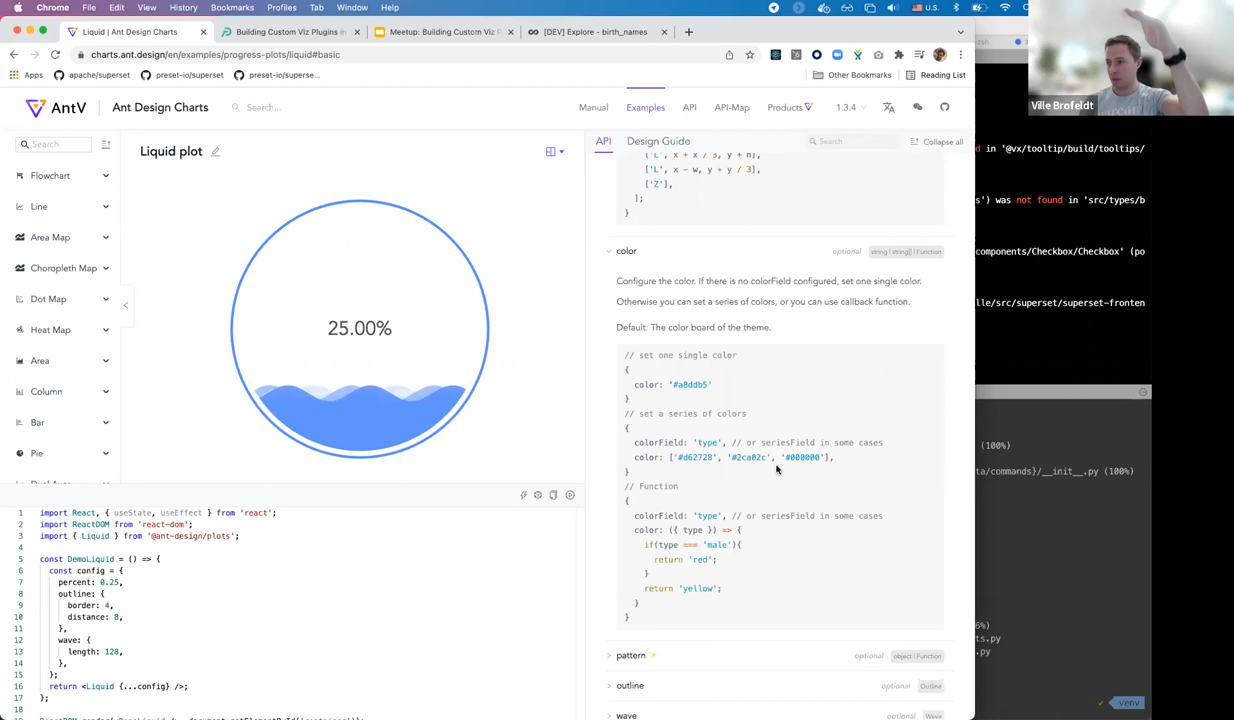 Chrome File Edit View History Bookmarks Profiles Tab Window Help U.S.
Liquid | Ant Design Charts
Building Custom Viz Plugins in
Meetup: Building Custom Viz P
[DEV] Explore - birth_names
charts.ant.design/en/examples/progress-plots/liquid#basic
Apps apache/superset preset-io/superset preset-io/superse... Other Bookmarks Reading List
Ville Brofeldt
AntV Ant Design Charts Search... Manual Examples API API-Map Products 1.3.4
Search
Flowchart
Line
Area Map
Choropleth Map
Dot Map
Heat Map
Area
Column
Bar
Pie
Liquid plot
25.00%
1 import React, { useState, useEffect } from 'react';
2 import ReactDOM from 'react-dom';
3 import { Liquid } from '@ant-design/plots';
4
5 const DemoLiquid = () => {
6 const config = {
7 percent: 0.25,
8 outline: {
9 border: 4,
10 distance: 8,
11 },
12 wave: {
13 length: 128,
14 },
15 };
16 return <Liquid {...config} />;
17 };
18
API Design Guide Search Collapse all
['L', x + x / 3, y + h],
['L', x - w, y + y / 3],
['Z'],
];
}
color optional string | string[] | Function
Configure the color. If there is no colorField configured, set one single color.
Otherwise you can set a series of colors, or you can use callback function.
Default: The color board of the theme.
// set one single color
{
color: '#a8ddb5'
}
// set a series of colors
{
colorField: 'type', // or seriesField in some cases
color: ['#d62728', '#2ca02c', '#000000'],
}
// Function
{
colorField: 'type', // or seriesField in some cases
color: ({ type }) => {
if(type === 'male'){
return 'red';
}
return 'yellow';
}
}
pattern optional object | Function
outline optional Outline
wave optional Wave
d in '@vx/tooltip/build/tooltips/
s') was not found in 'src/types/b
components/Checkbox/Checkbox' (po
lle/src/superset/superset-fronten
(100%)
ta/commands}/__init__.py (100%)
6%)
ts.py
.py
venv